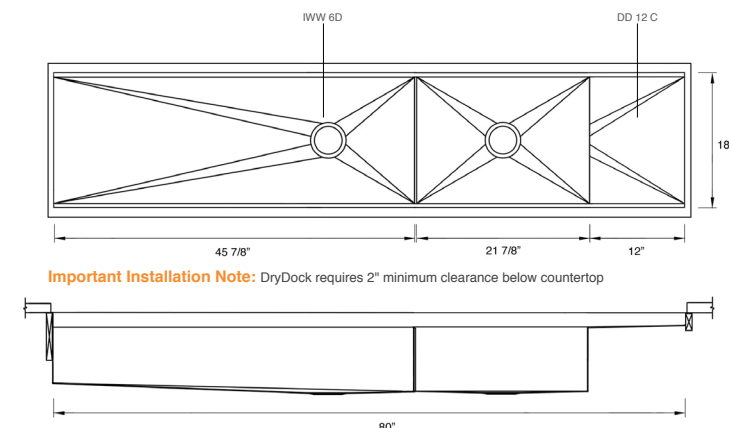 IWW 6D DD 12 C
18
45 7/8” 21 7/8” 12”
Important Installation Note: DryDock requires 2" minimum clearance below countertop
80”